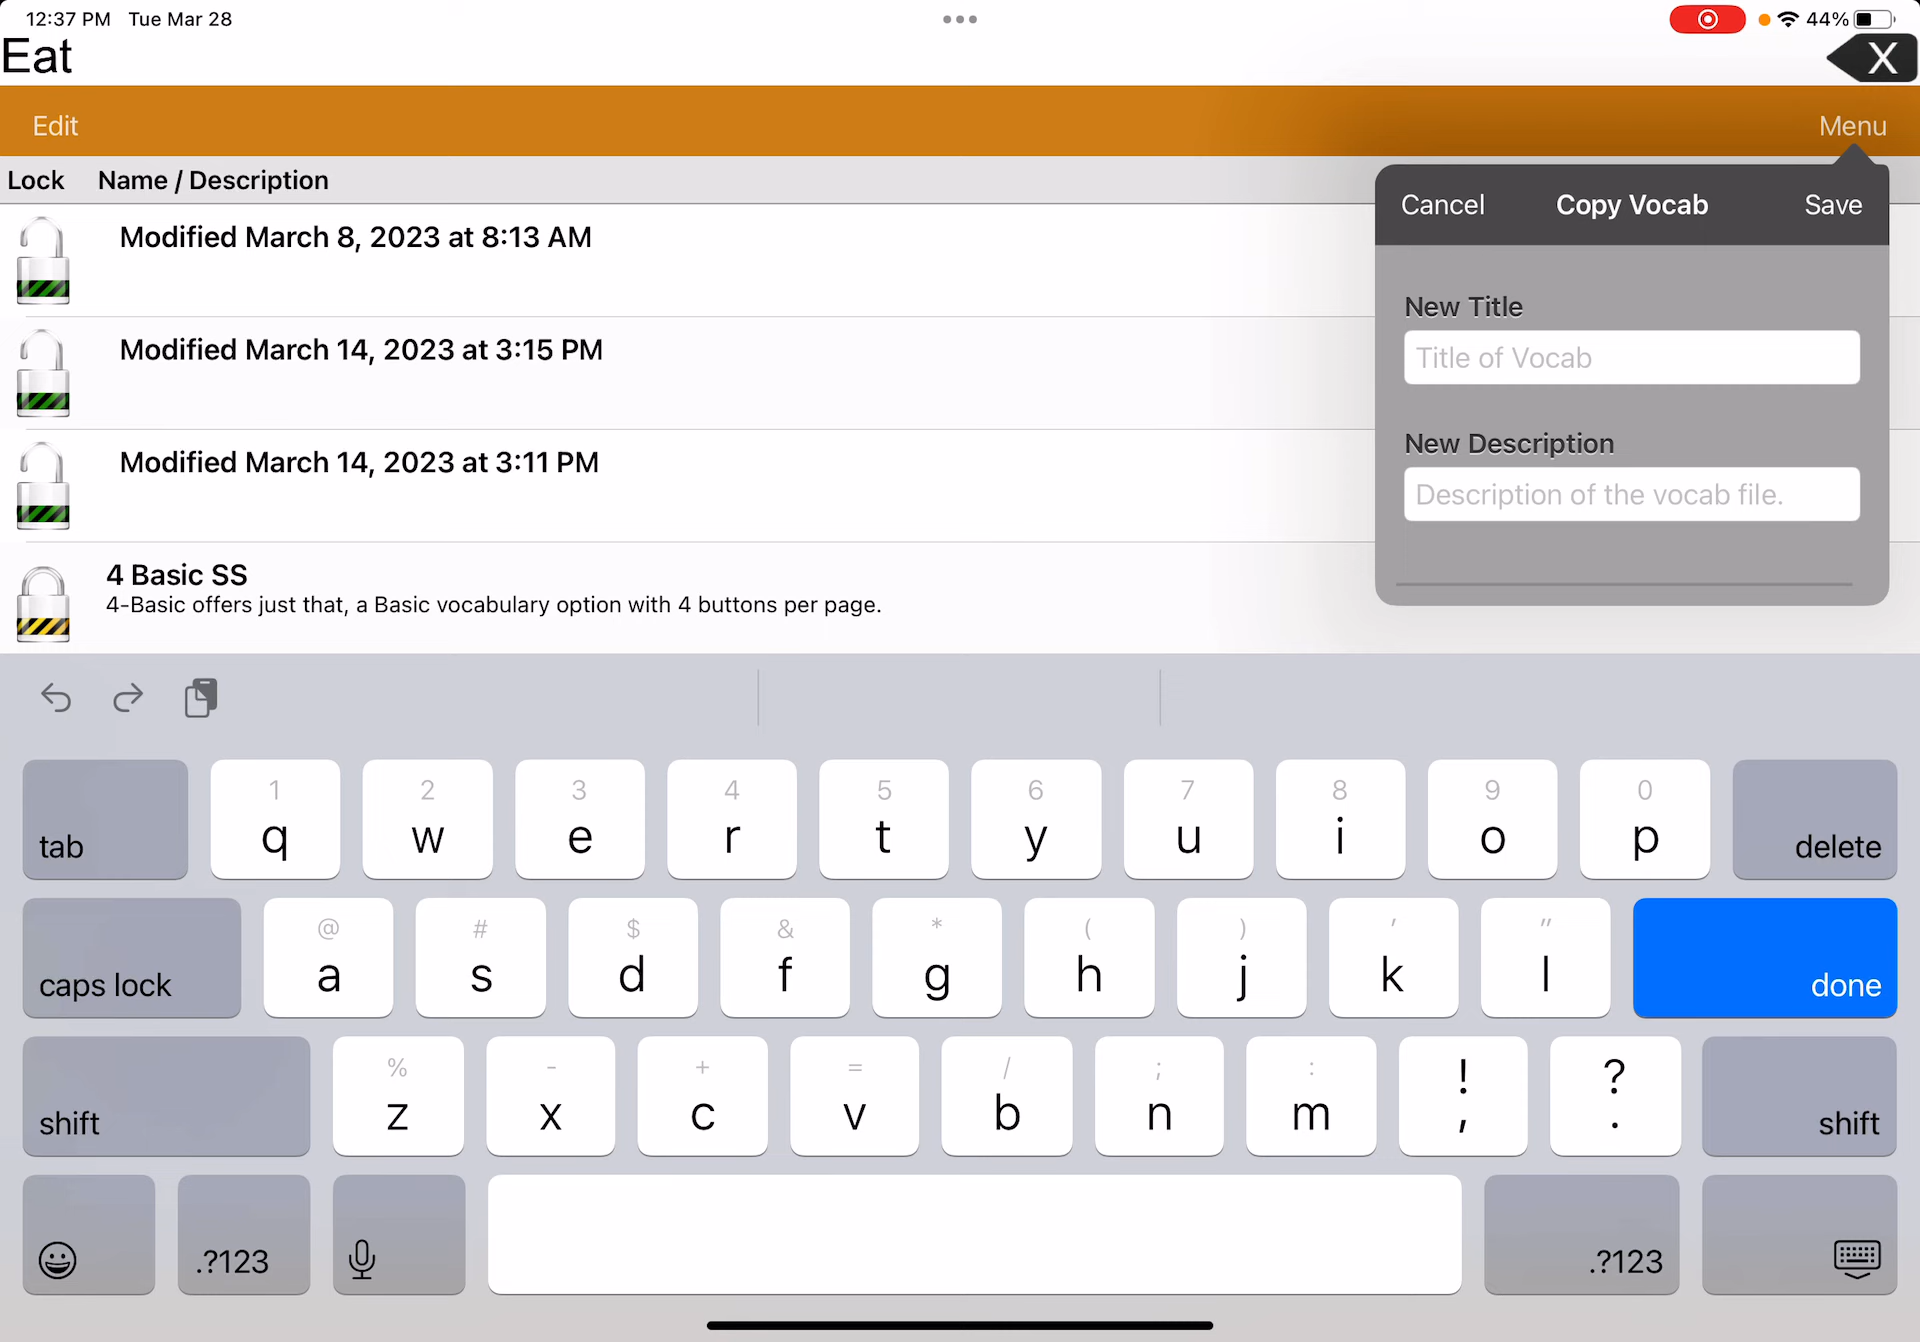 12:37 PM Tue Mar 28
44%
Eat
X
Edit
Menu
Lock Name / Description
Modified March 8, 2023 at 8:13 AM
Modified March 14, 2023 at 3:15 PM
Modified March 14, 2023 at 3:11 PM
4 Basic SS
4-Basic offers just that, a Basic vocabulary option with 4 buttons per page.
Cancel Copy Vocab Save
New Title
Title of Vocab
New Description
Description of the vocab file.
1 2 3 4 5 6 7 8 9 0
tab q w e r t y u i o p delete
@ # $ & * ( ) ' "
caps lock a s d f g h j k l done
% - + = / ; : ! ?
shift z x c v b n m , . shift
.?123 .?123